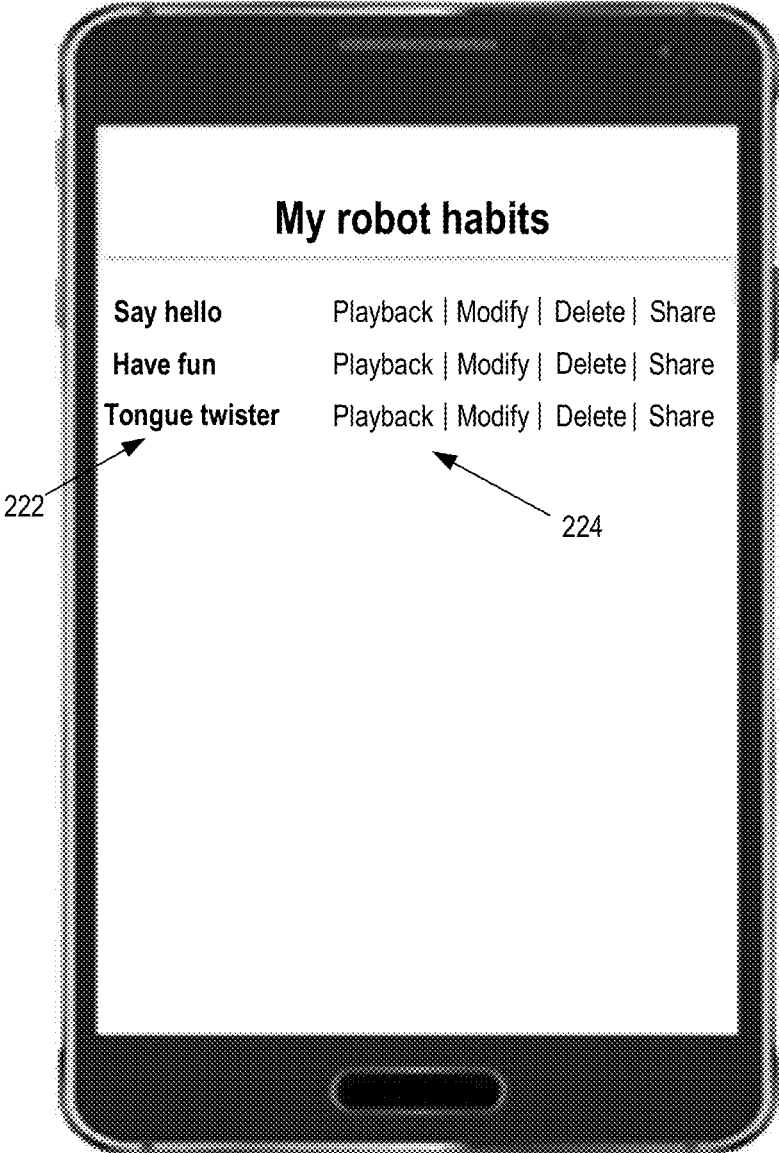 My robot habits
Say hello Playback | Modify | Delete | Share
Have fun Playback | Modify | Delete | Share
Tongue twister Playback | Modify | Delete | Share
222
224